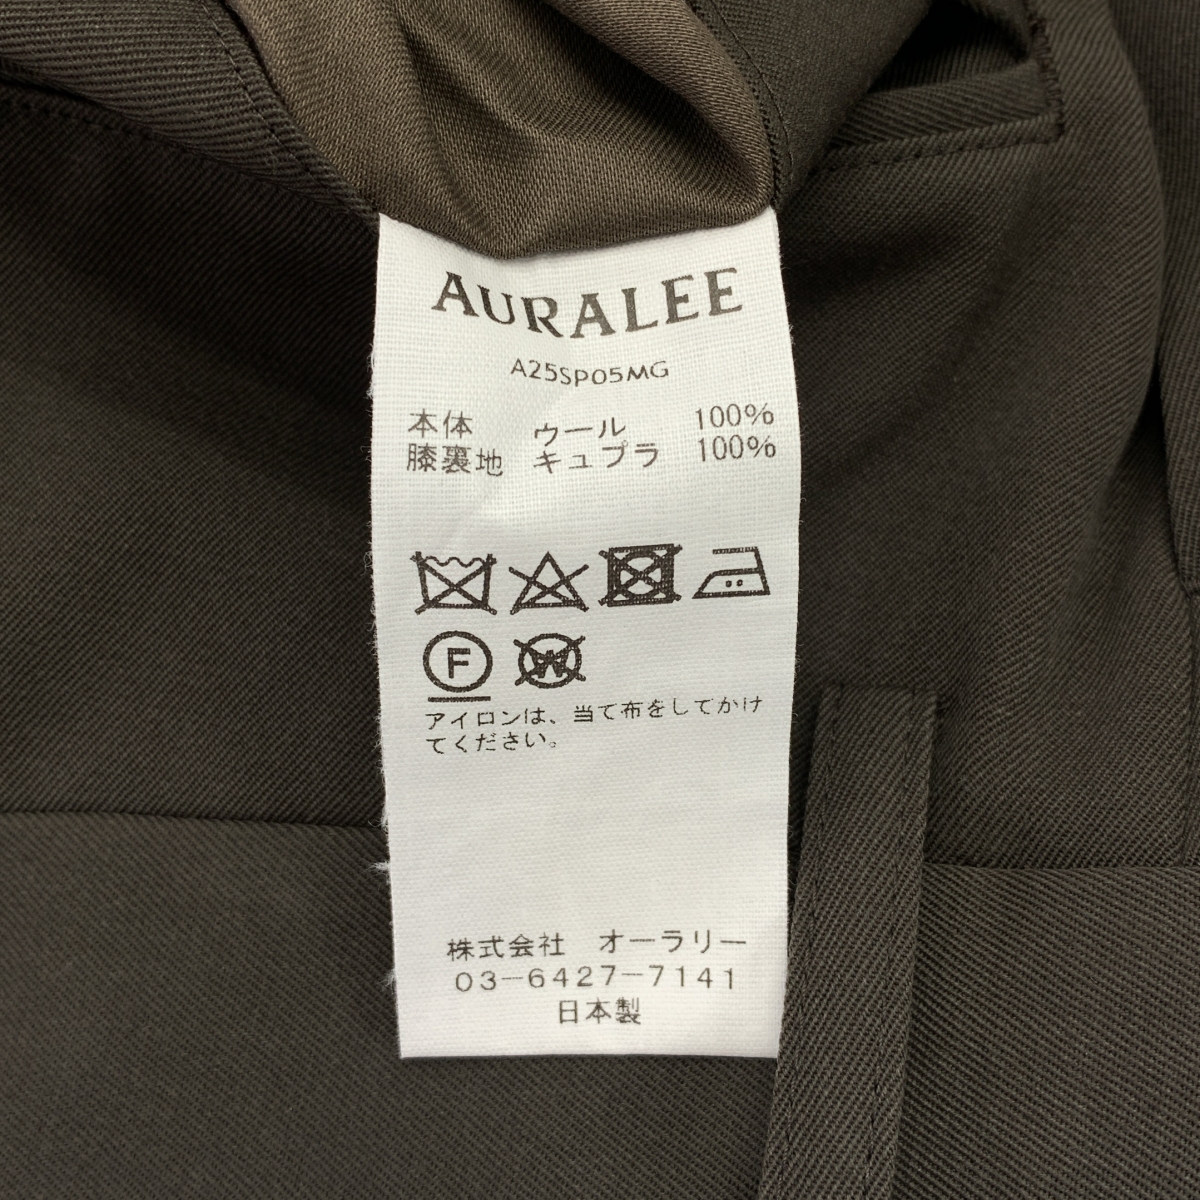 AURALEE
A25SP05MG
本体 ウール 100%
膝裏地 キュプラ 100%
F W
アイロンは、当て布をしてかけ
てください。
株式会社 オーラリー
03-6427-7141
日本製